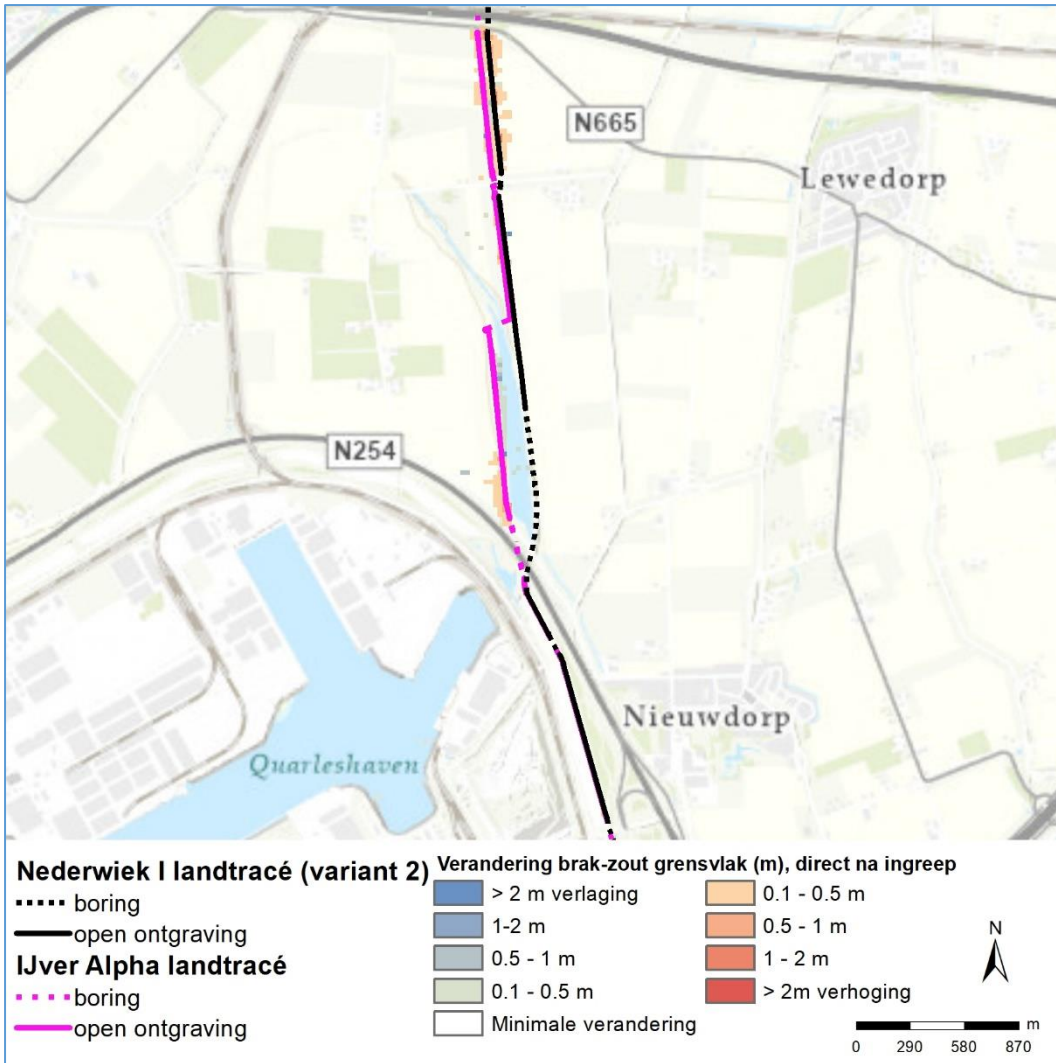 N665
Lewedorp
N254
Nieuwdorp
Quarleshaven
Nederwiek I landtracé (variant 2)
boring
open ontgraving
IJver Alpha landtracé
boring
open ontgraving
Verandering brak-zout grensvlak (m), direct na ingreep
> 2 m verlaging
1-2 m
0.5 - 1 m
0.1 - 0.5 m
Minimale verandering
0.1 - 0.5 m
0.5 - 1 m
1 - 2 m
> 2m verhoging
N
m
0 290 580 870